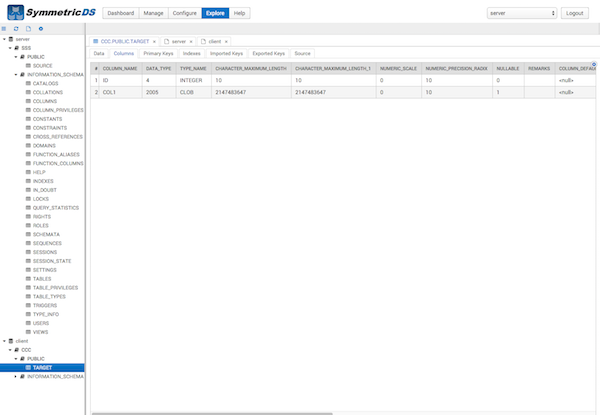 SymmetricDS Dashboard Manage Configure Explore Help server Logout
server
SSS
PUBLIC
SOURCE
INFORMATION_SCHEMA
CATALOGS
COLLATIONS
COLUMNS
COLUMN_PRIVILEGES
CONSTANTS
CONSTRAINTS
CROSS_REFERENCES
DOMAINS
FUNCTION_ALIASES
FUNCTION_COLUMNS
HELP
INDEXES
IN_DOUBT
LOCKS
QUERY_STATISTICS
RIGHTS
ROLES
SCHEMATA
SEQUENCES
SESSIONS
SESSION_STATE
SETTINGS
TABLES
TABLE_PRIVILEGES
TABLE_TYPES
TRIGGERS
TYPE_INFO
USERS
VIEWS
client
CCC
PUBLIC
TARGET
INFORMATION_SCHEMA
CCC.PUBLIC.TARGET × server × client ×
Data Columns Primary Keys Indexes Imported Keys Exported Keys Source
# COLUMN_NAME DATA_TYPE TYPE_NAME CHARACTER_MAXIMUM_LENGTH CHARACTER_MAXIMUM_LENGTH_1 NUMERIC_SCALE NUMERIC_PRECISION_RADIX NULLABLE REMARKS COLUMN_DEFAU
1 ID 4 INTEGER 10 10 0 10 0 <null>
2 COL1 2005 CLOB 2147483647 2147483647 0 10 1 <null>